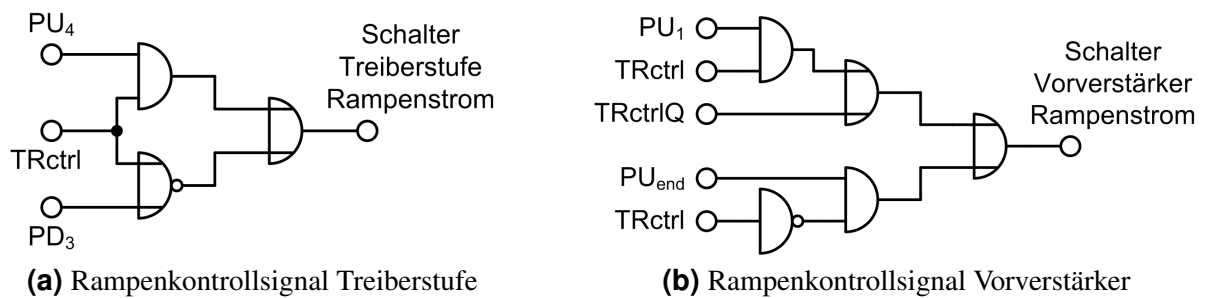 PU₄
TRctrl
PD₃
Schalter
Treiberstufe
Rampenstrom
(a) Rampenkontrollsignal Treiberstufe
PU₁
TRctrl
TRctrlQ
PUend
TRctrl
Schalter
Vorverstärker
Rampenstrom
(b) Rampenkontrollsignal Vorverstärker